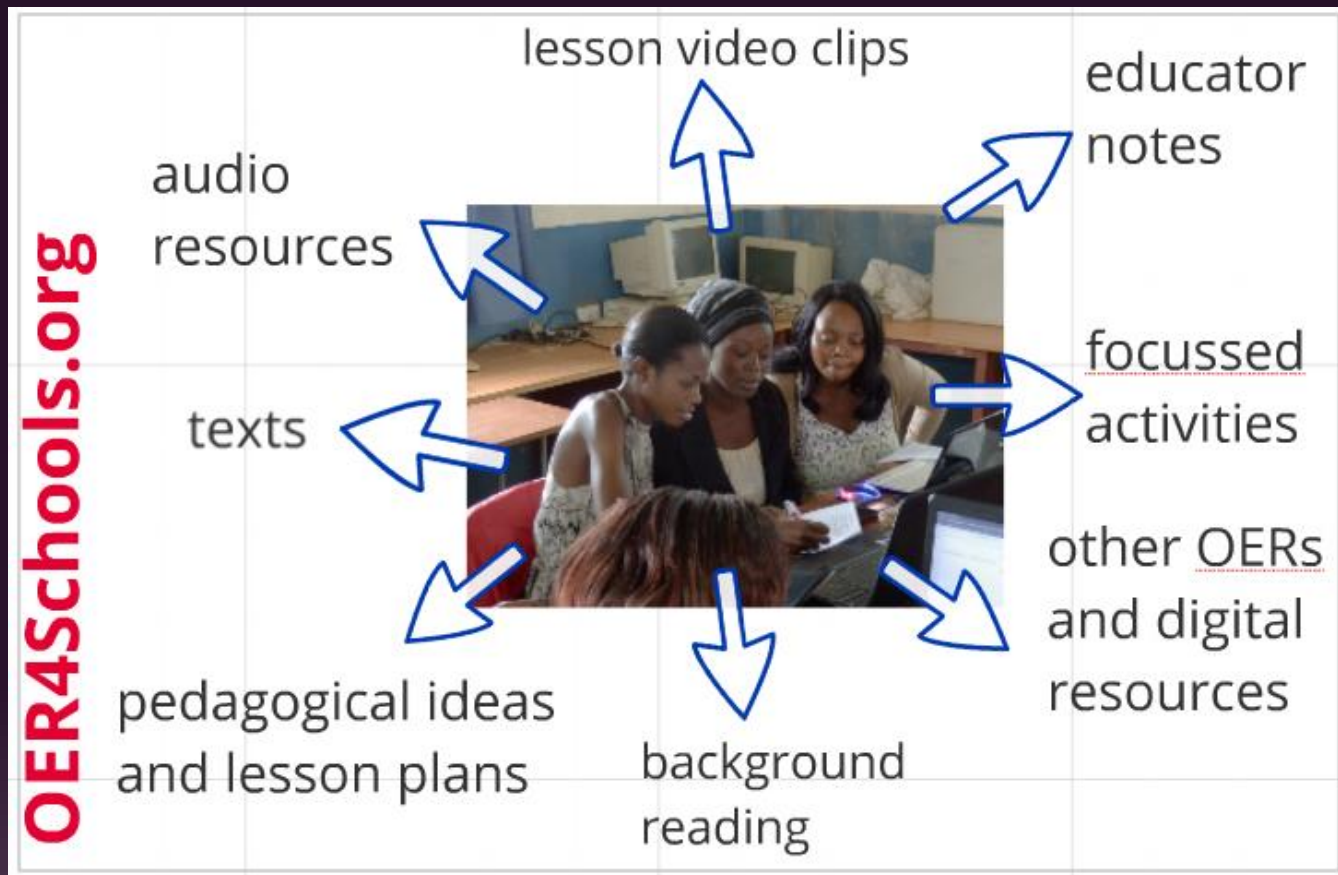 OER4Schools.org
lesson video clips
educator
notes
focussed
activities
other OERs
and digital
resources
background
reading
pedagogical ideas
and lesson plans
texts
audio
resources